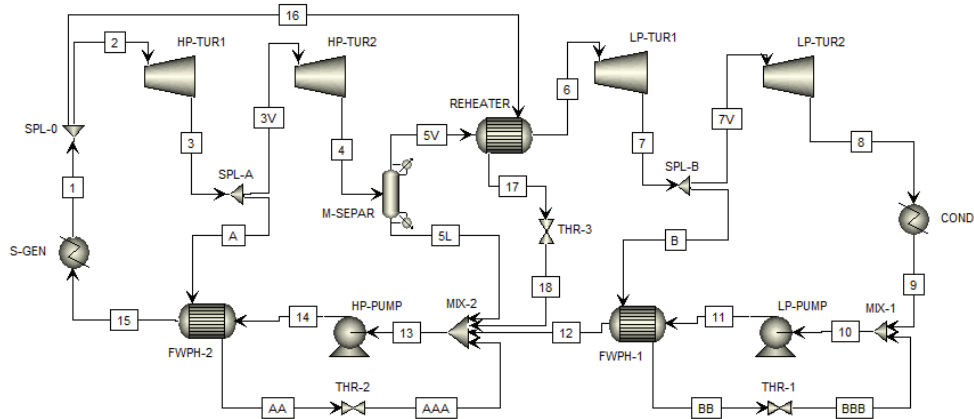 16
2
HP-TUR1
HP-TUR2
LP-TUR1
LP-TUR2
6
REHEATER
3V
7V
5V
SPL-0
3
4
7
8
SPL-A
SPL-B
17
1
M-SEPAR
THR-3
COND
A
5L
B
S-GEN
18
9
HP-PUMP
MIX-2
LP-PUMP
MIX-1
15
14
13
12
11
10
FWPH-2
FWPH-1
THR-2
THR-1
AA
AAA
BB
BBB